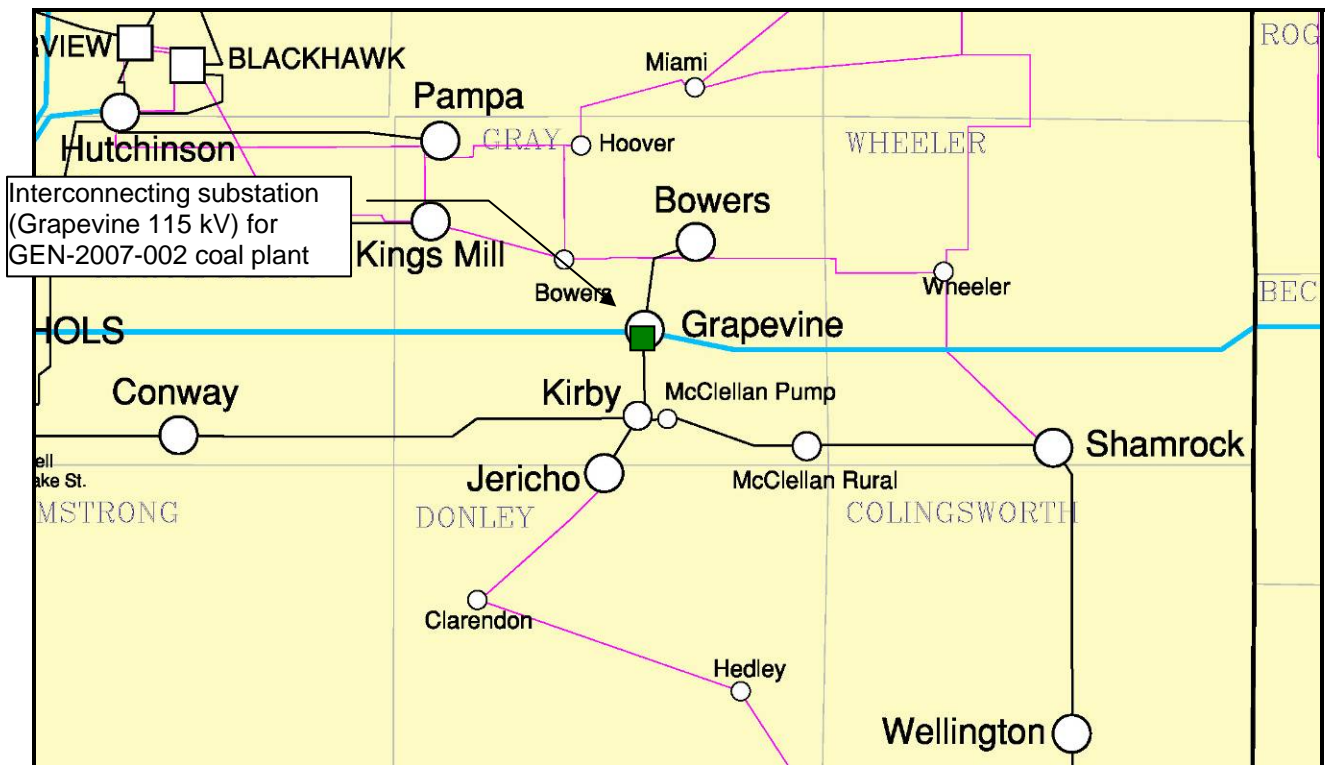 RVIEW
BLACKHAWK
ROG
Miami
Pampa
Hutchinson
GRAY
Hoover
WHEELER
Interconnecting substation
(Grapevine 115 kV) for
GEN-2007-002 coal plant
Bowers
Kings Mill
Bowers
Wheeler
BEC
HOLS
Grapevine
Conway
Kirby
McClellan Pump
Shamrock
ell
ake St.
Jericho
McClellan Rural
MSTRONG
DONLEY
COLINGSWORTH
Clarendon
Hedley
Wellington